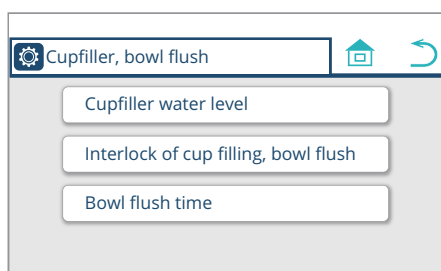 Cupfiller, bowl flush
Cupfiller water level
Interlock of cup filling, bowl flush
Bowl flush time